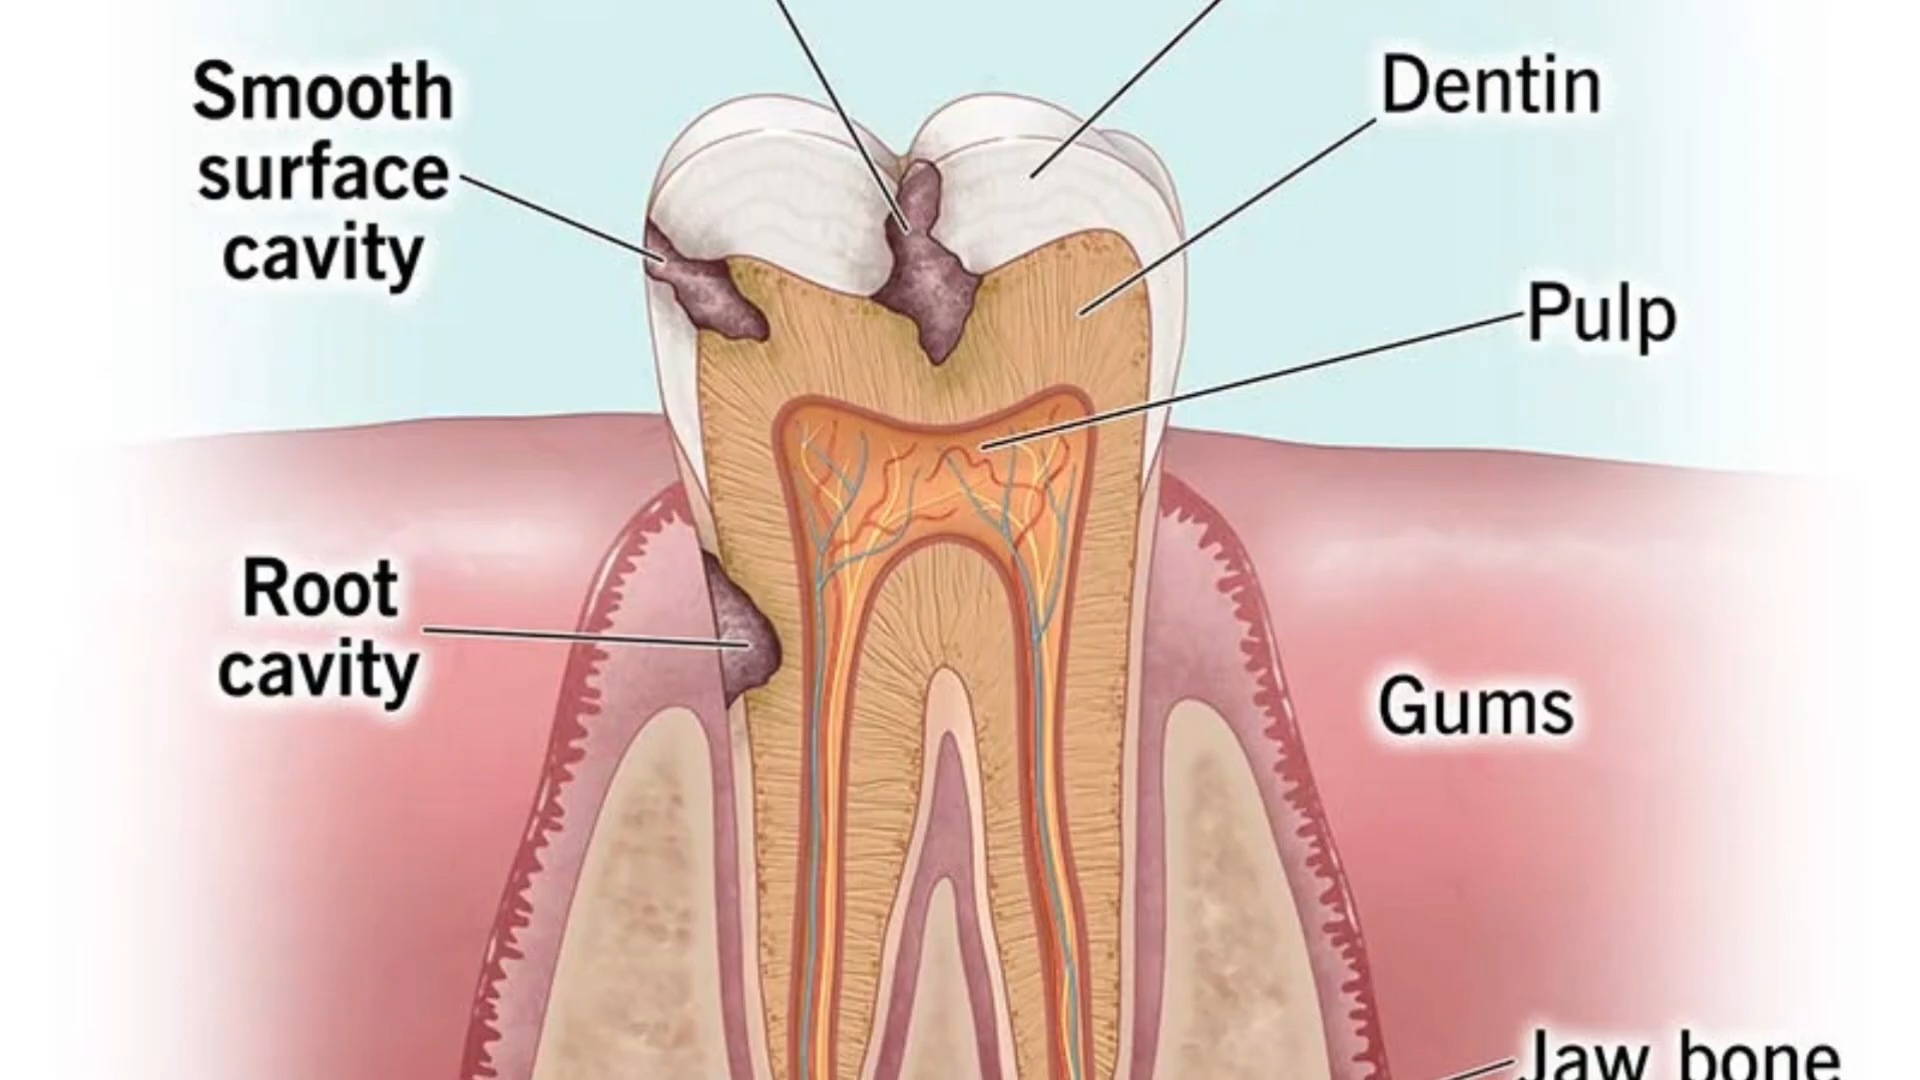 Smooth
surface
cavity
Dentin
Pulp
Root
cavity
Gums
Jaw bone